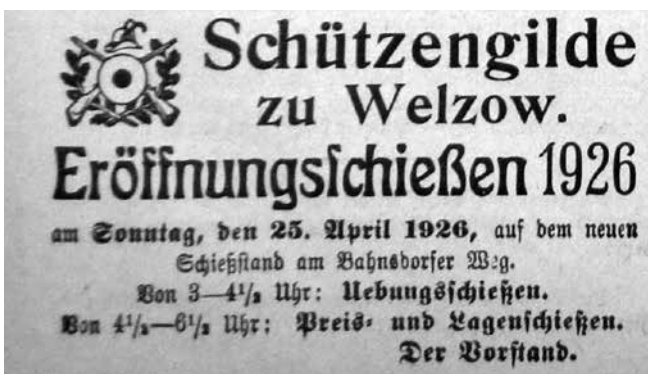 Schützengilde
zu Welzow.
Eröffnungsschießen 1926
am Sonntag, den 25. April 1926, auf dem neuen
Schießstand am Bahnsdorfer Weg.
Von 3—4½ Uhr: Uebungsschießen.
Von 4½—6½ Uhr: Preis- und Lagenschießen.
Der Vorstand.